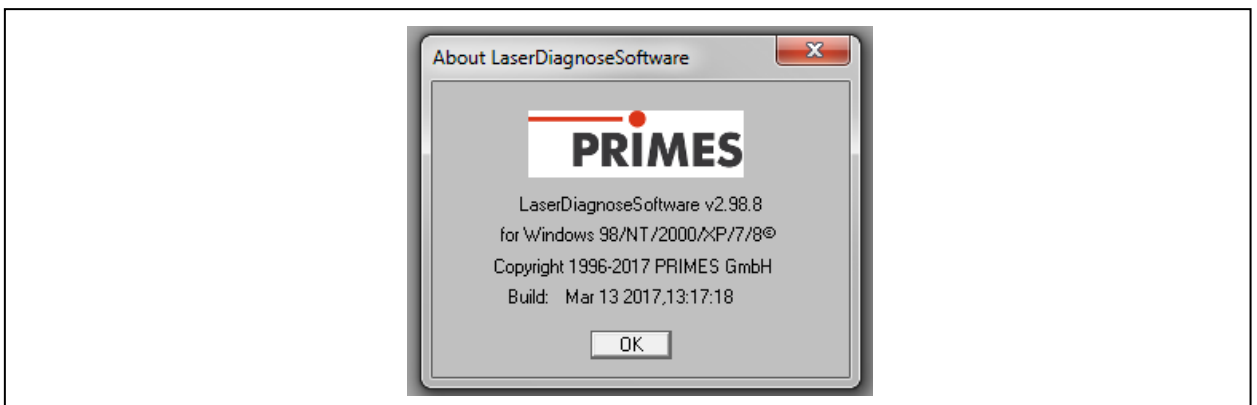 About LaserDiagnoseSoftware
PRIMES
LaserDiagnoseSoftware v2.98.8
for Windows 98/NT/2000/XP/7/8©
Copyright 1996-2017 PRIMES GmbH
Build: Mar 13 2017,13:17:18
OK